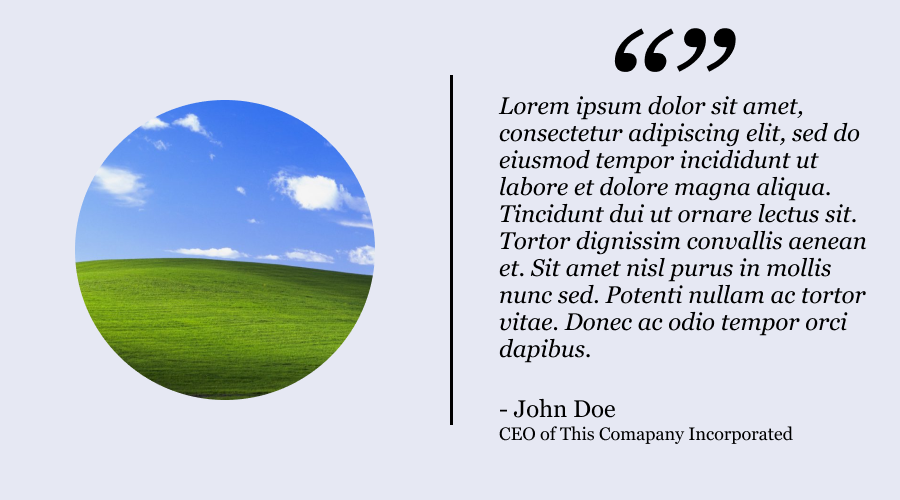 “”
Lorem ipsum dolor sit amet,
consectetur adipiscing elit, sed do
eiusmod tempor incididunt ut
labore et dolore magna aliqua.
Tincidunt dui ut ornare lectus sit.
Tortor dignissim convallis aenean
et. Sit amet nisl purus in mollis
nunc sed. Potenti nullam ac tortor
vitae. Donec ac odio tempor orci
dapibus.
- John Doe
CEO of This Comapany Incorporated